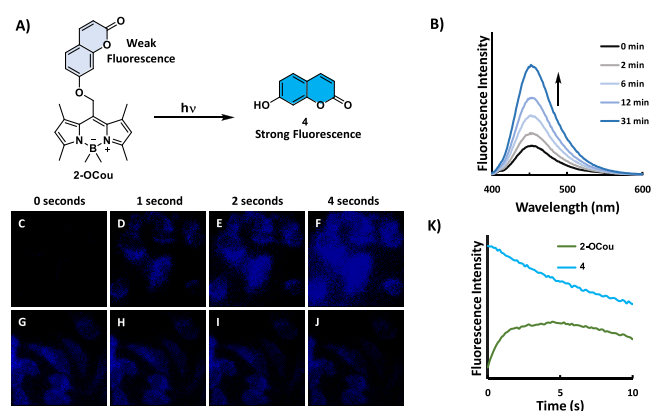 A)
O
O
Weak
Fluorescence
O
N
N
B
−
+
2-OCou
hν
HO
O
O
4
Strong Fluorescence
B)
Fluorescence Intensity
0 min
2 min
6 min
12 min
31 min
400
500
600
Wavelength (nm)
0 seconds
1 second
2 seconds
4 seconds
C
D
E
F
G
H
I
J
K)
Fluorescence Intensity
2-OCou
4
0
5
10
Time (s)